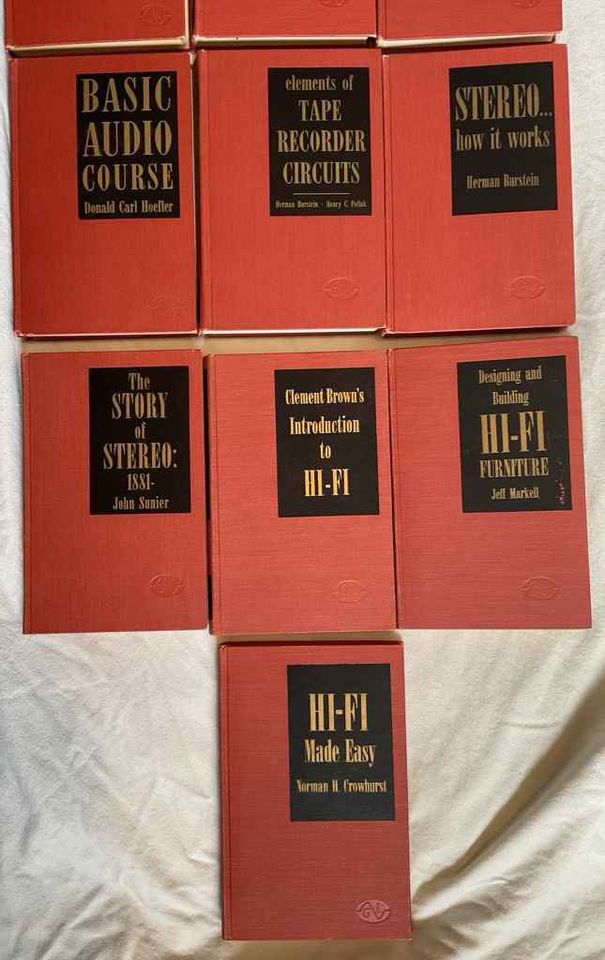 BASIC
AUDIO
COURSE
Donald Carl Hoefler
elements of
TAPE
RECORDER
CIRCUITS
Herman Burstein - Henry C. Pollak
STEREO...
how it works
Herman Burstein
The
STORY
of
STEREO:
1881-
John Sunier
Clement Brown's
Introduction
to
HI-FI
Designing and
Building
HI-FI
FURNITURE
Jeff Markell
HI-FI
Made Easy
Norman H. Crowhurst